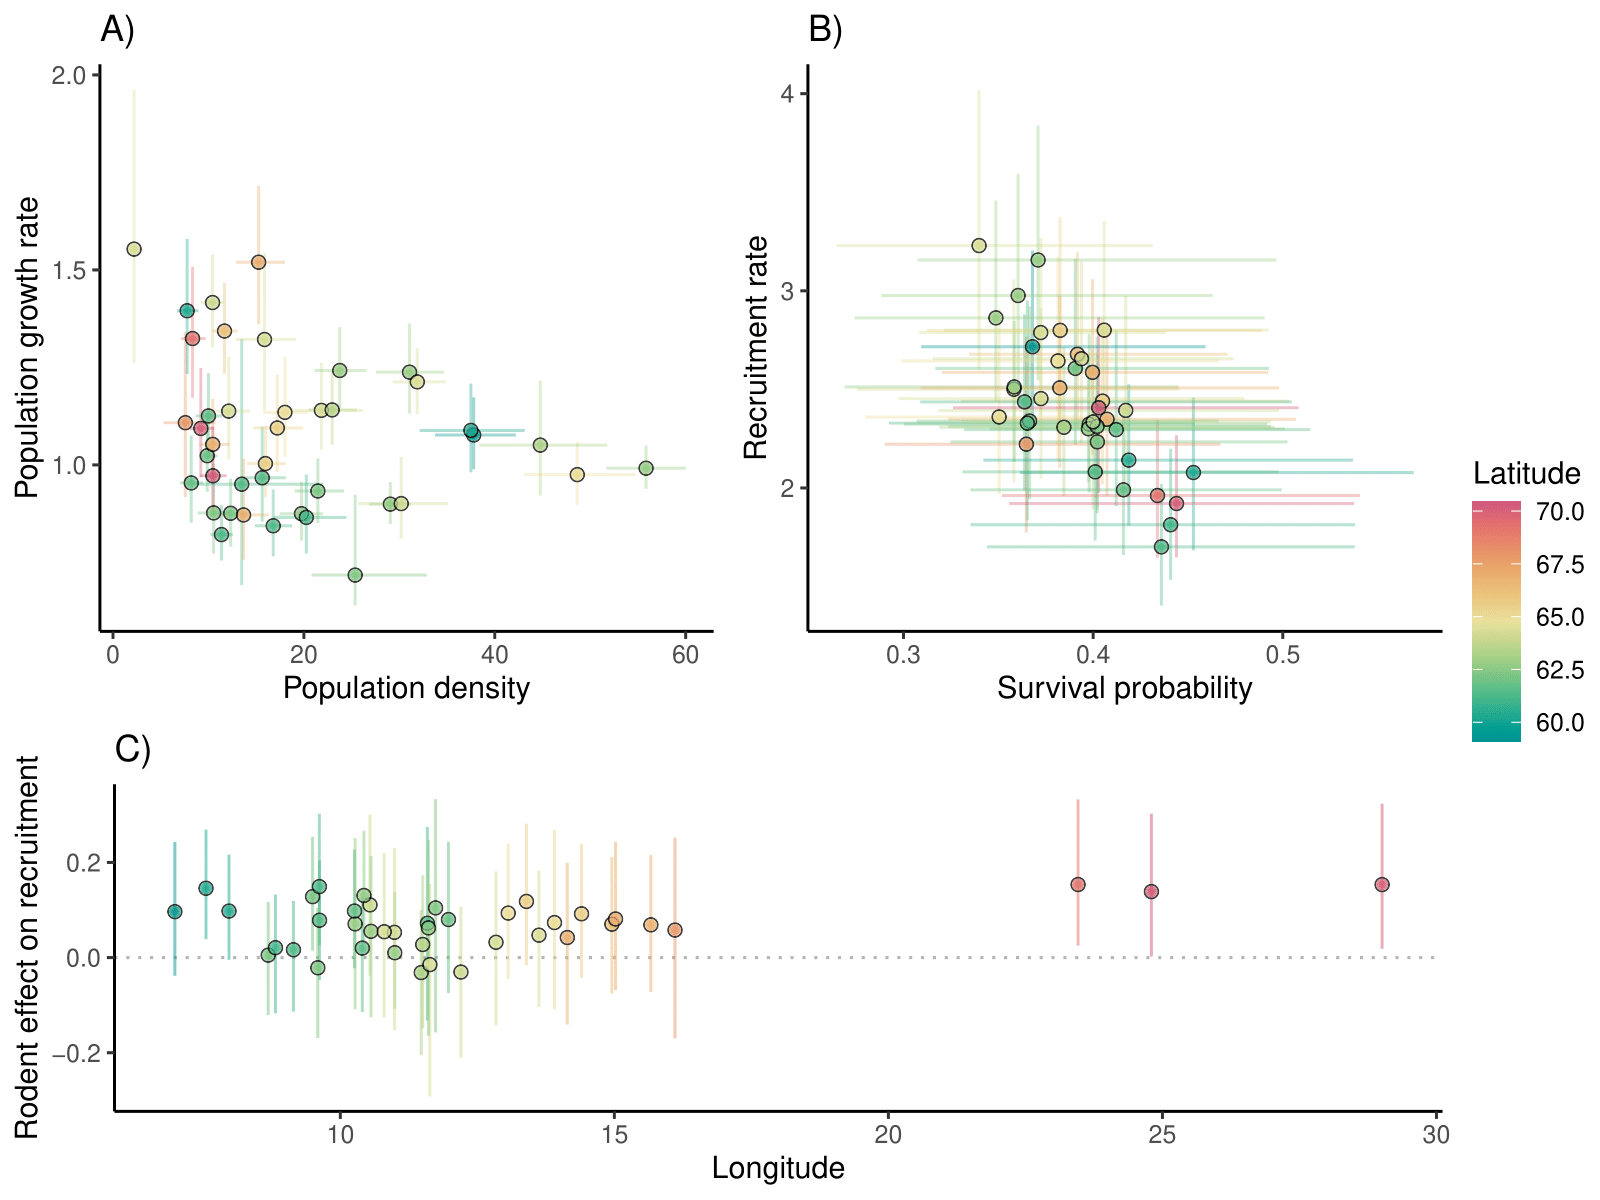 A)
2.0
1.5
1.0
Population growth rate
0
20
40
60
Population density
B)
4
3
2
Recruitment rate
0.3
0.4
0.5
Survival probability
Latitude
70.0
67.5
65.0
62.5
60.0
C)
0.2
0.0
−0.2
Rodent effect on recruitment
10
15
20
25
30
Longitude